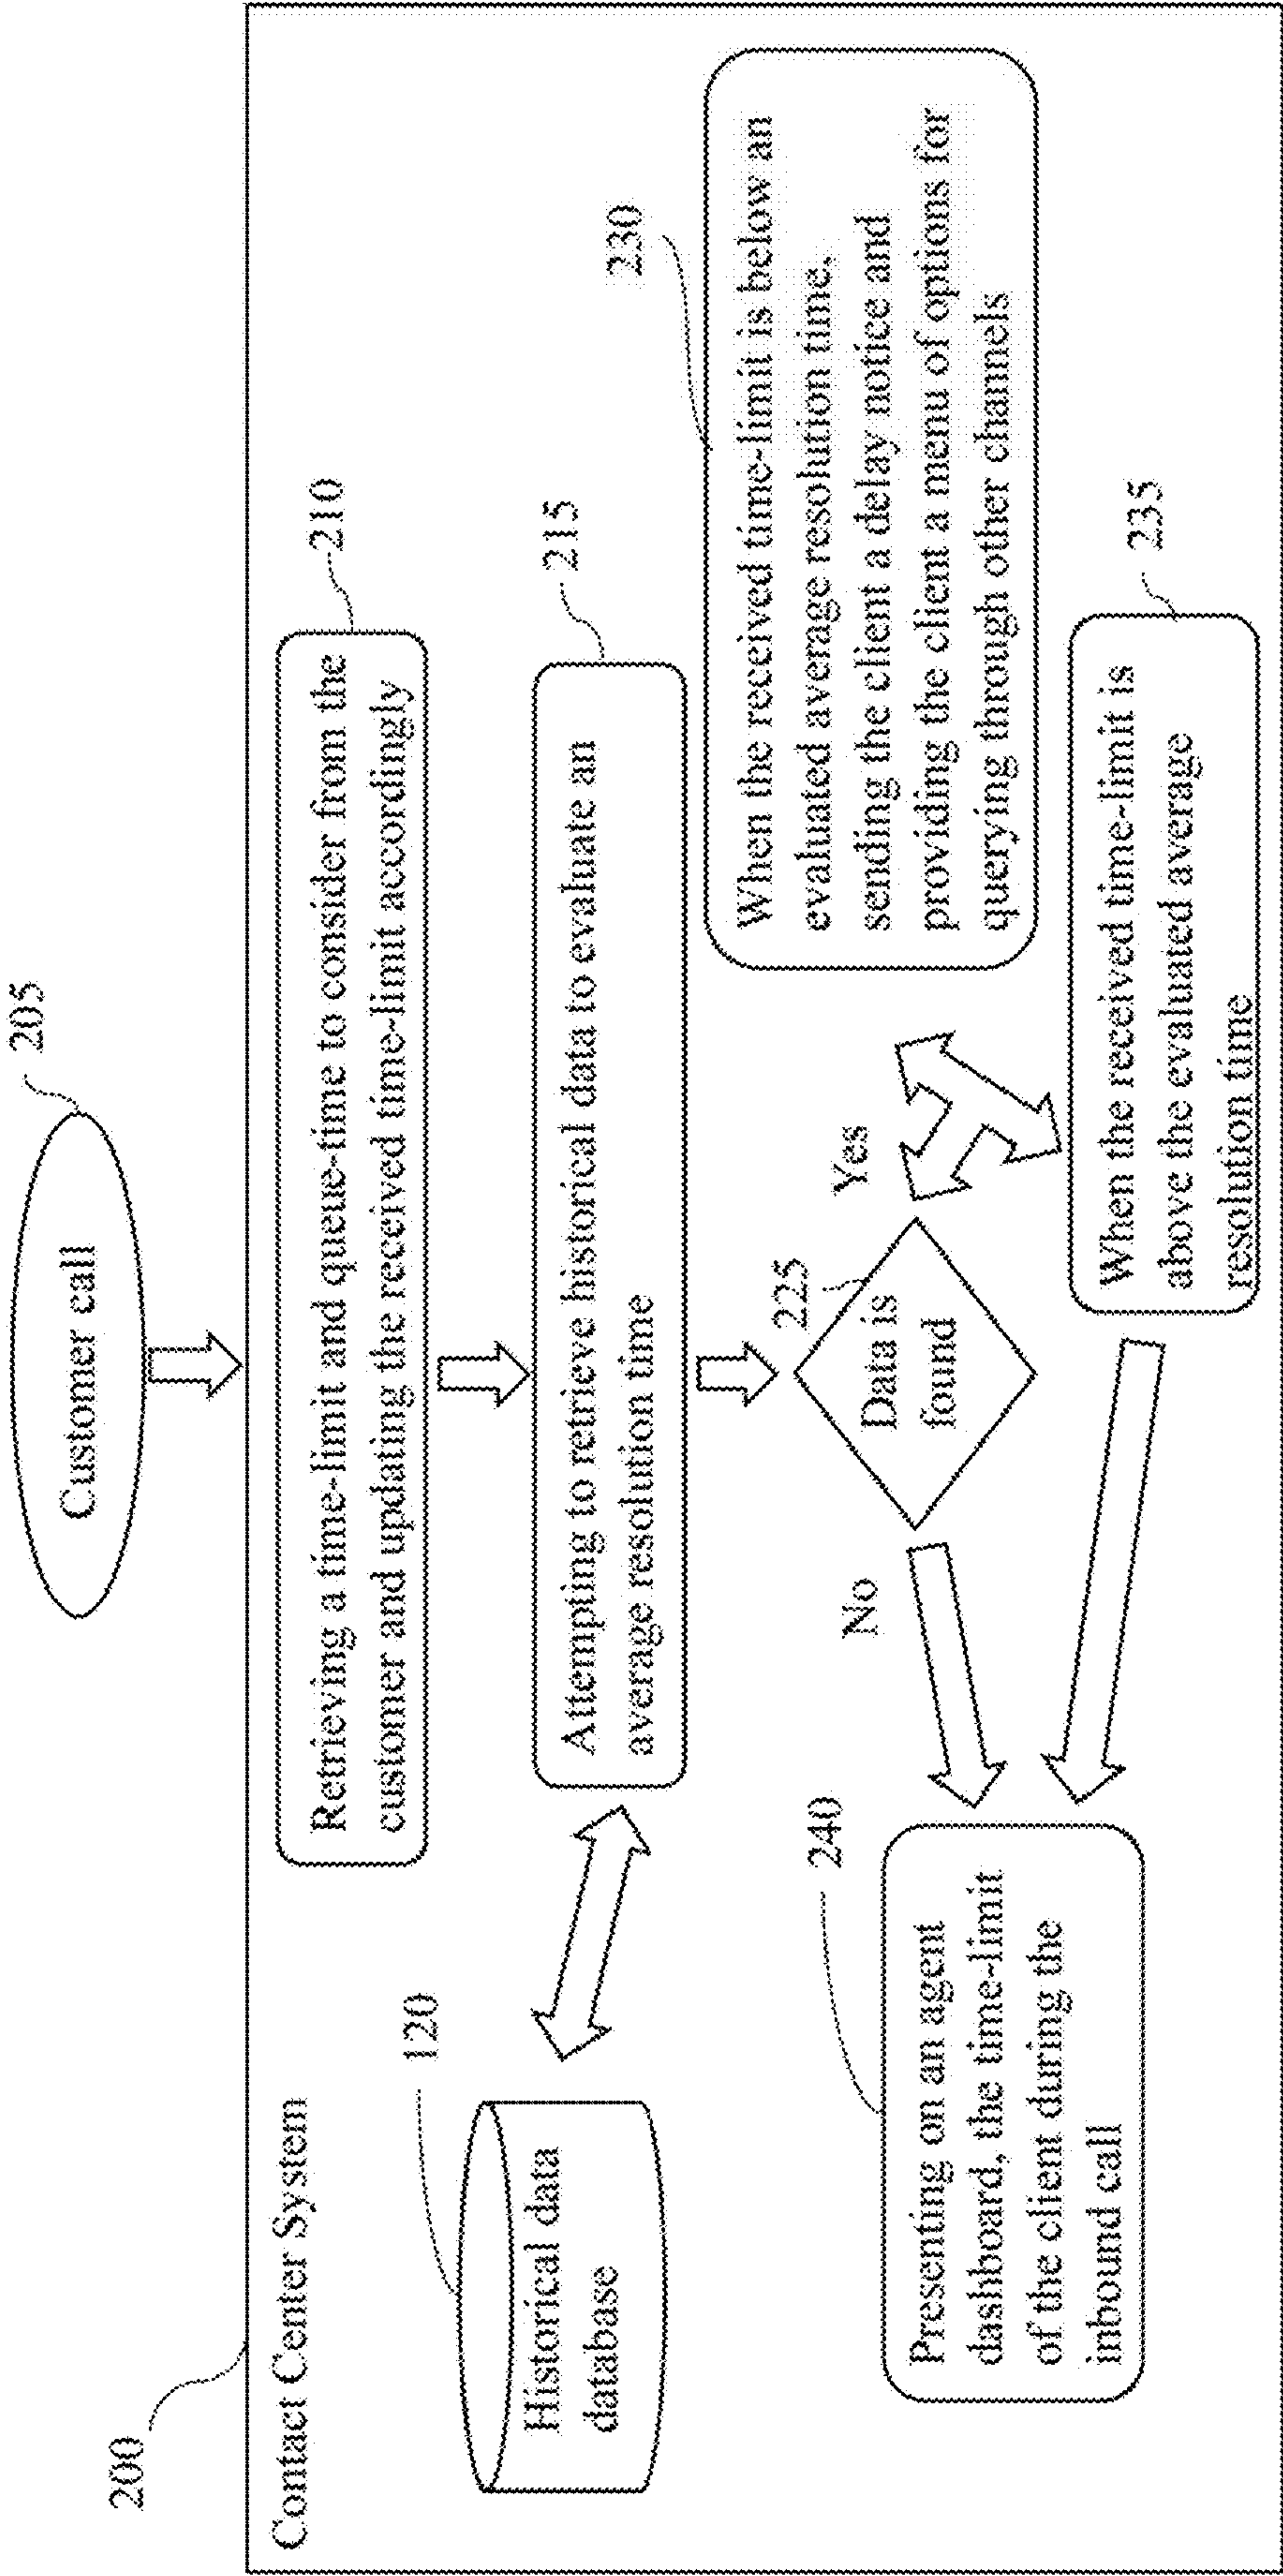 205
Customer call
200
Contact Center System
210
Retrieving a time-limit and queue-time to consider from the
customer and updating the received time-limit accordingly
120
Historical data
database
215
Attempting to retrieve historical data to evaluate an
average resolution time
225
Data is
found
Yes
No
230
When the received time-limit is below an
evaluated average resolution time,
sending the client a delay notice and
providing the client a menu of options for
querying through other channels
240
Presenting on an agent
dashboard, the time-limit
of the client during the
inbound call
235
When the received time-limit is
above the evaluated average
resolution time